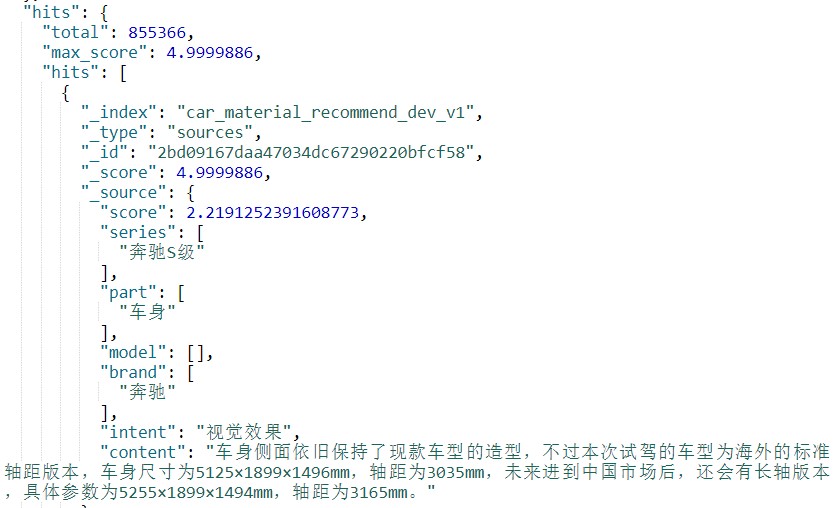 "hits": {
"total": 855366,
"max_score": 4.9999886,
"hits": [
{
"_index": "car_material_recommend_dev_v1",
"_type": "sources",
"_id": "2bd09167daa47034dc67290220bfcf58",
"_score": 4.9999886,
"_source": {
"score": 2.2191252391608773,
"series": [
"奔驰S级"
],
"part": [
"车身"
],
"model": [],
"brand": [
"奔驰"
],
"intent": "视觉效果",
"content": "车身侧面依旧保持了现款车型的造型，不过本次试驾的车型为海外的标准
轴距版本，车身尺寸为5125×1899×1496mm，轴距为3035mm，未来进到中国市场后，还会有长轴版本
，具体参数为5255×1899×1494mm，轴距为3165mm。"